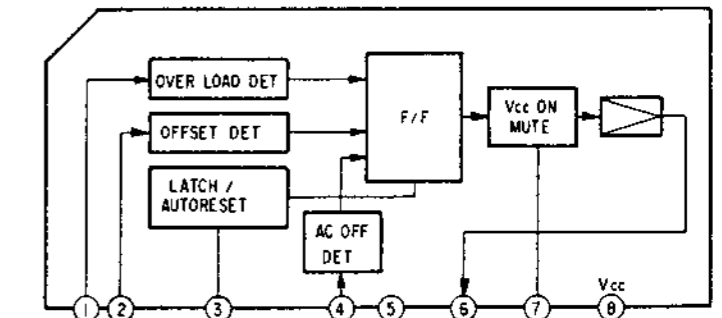 OVER LOAD DET
OFFSET DET
LATCH /
AUTORESET
AC OFF
DET
F/F
Vcc ON
MUTE
Vcc
1 2 3 4 5 6 7 8